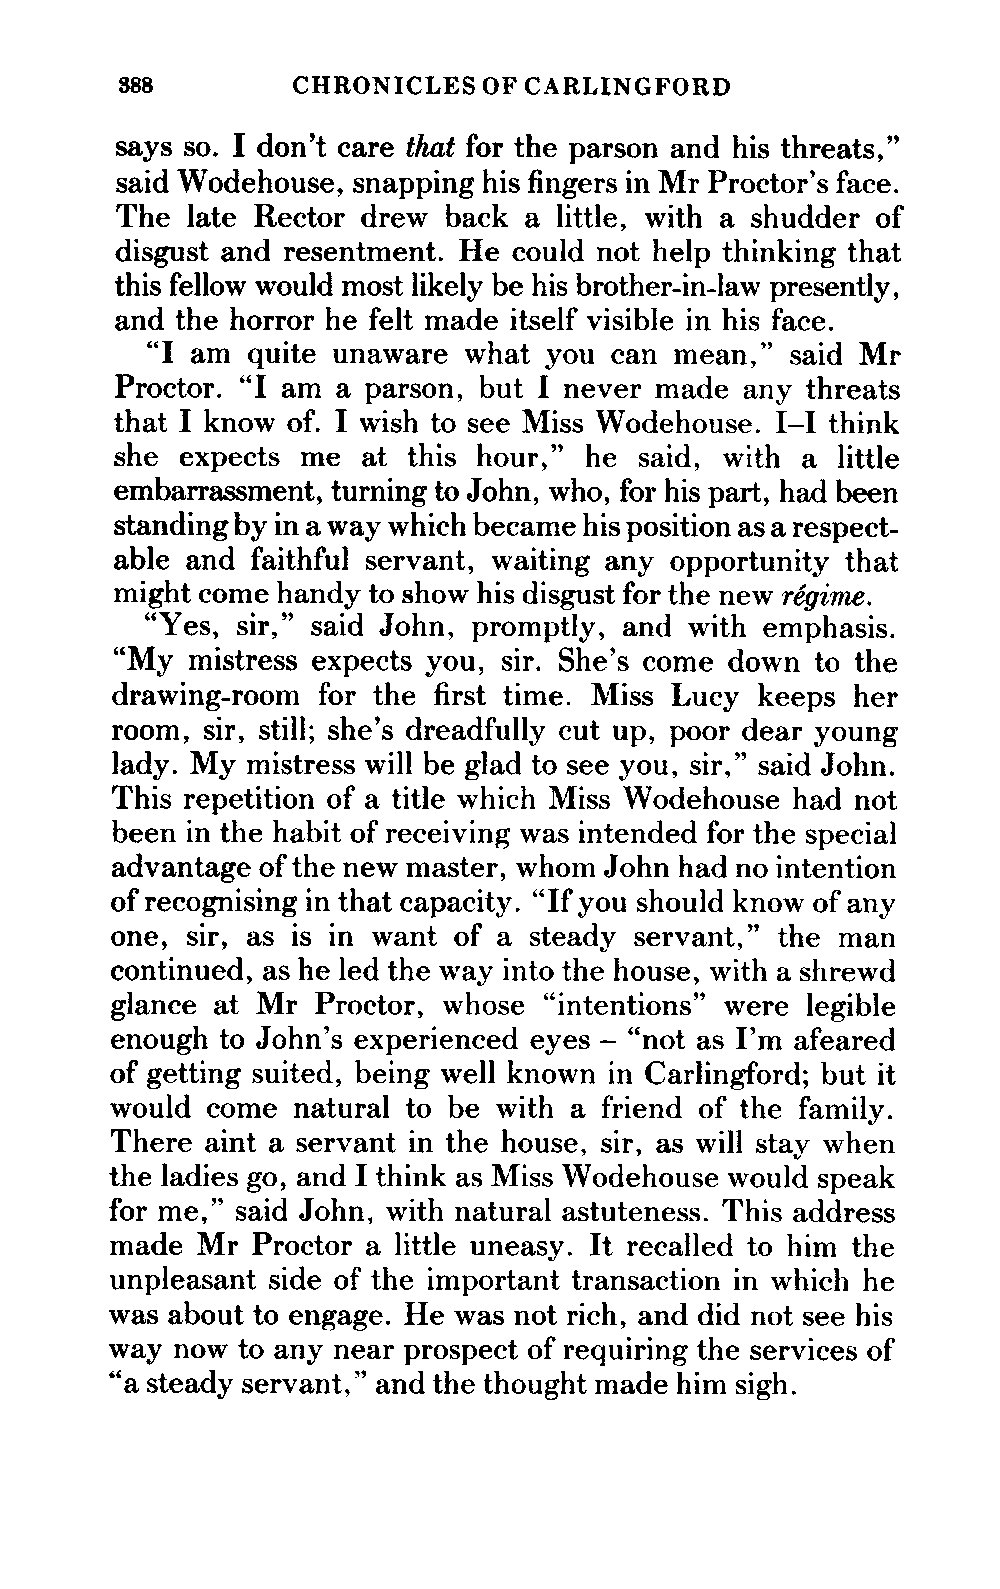 388 CHRONICLES OF CARLINGFORD
says so. I don't care that for the parson and his threats,”
said Wodehouse, snapping his fingers in Mr Proctor's face.
The late Rector drew back a little, with a shudder of
disgust and resentment. He could not help thinking that
this fellow would most likely be his brother-in-law presently,
and the horror he felt made itself visible in his face.
“I am quite unaware what you can mean,” said Mr
Proctor. “I am a parson, but I never made any threats
that I know of. I wish to see Miss Wodehouse. I–I think
she expects me at this hour,” he said, with a little
embarrassment, turning to John, who, for his part, had been
standing by in a way which became his position as a respect-
able and faithful servant, waiting any opportunity that
might come handy to show his disgust for the new régime.
“Yes, sir,” said John, promptly, and with emphasis.
“My mistress expects you, sir. She's come down to the
drawing-room for the first time. Miss Lucy keeps her
room, sir, still; she's dreadfully cut up, poor dear young
lady. My mistress will be glad to see you, sir,” said John.
This repetition of a title which Miss Wodehouse had not
been in the habit of receiving was intended for the special
advantage of the new master, whom John had no intention
of recognising in that capacity. “If you should know of any
one, sir, as is in want of a steady servant,” the man
continued, as he led the way into the house, with a shrewd
glance at Mr Proctor, whose “intentions” were legible
enough to John's experienced eyes – “not as I'm afeared
of getting suited, being well known in Carlingford; but it
would come natural to be with a friend of the family.
There aint a servant in the house, sir, as will stay when
the ladies go, and I think as Miss Wodehouse would speak
for me,” said John, with natural astuteness. This address
made Mr Proctor a little uneasy. It recalled to him the
unpleasant side of the important transaction in which he
was about to engage. He was not rich, and did not see his
way now to any near prospect of requiring the services of
“a steady servant,” and the thought made him sigh.